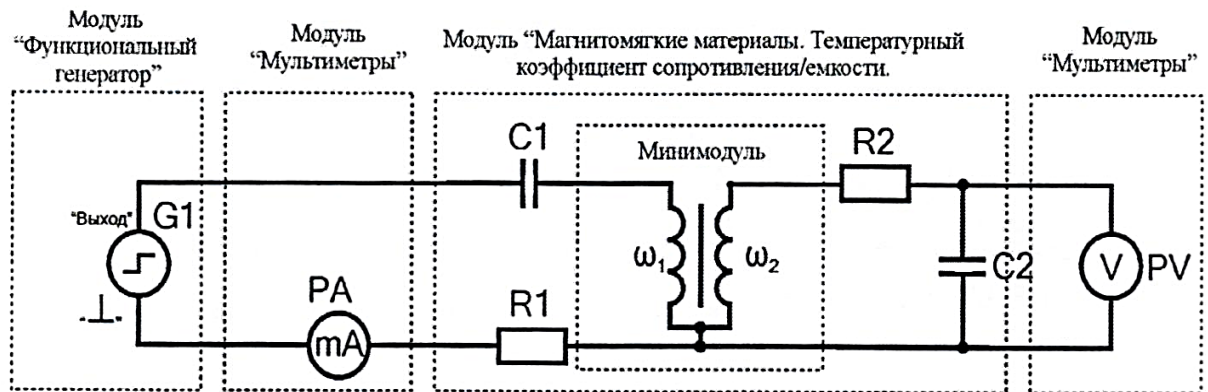 Модуль
“Функциональный
генератор”
Модуль
“Мультиметры”
Модуль “Магнитомягкие материалы. Температурный
коэффициент сопротивления/емкости.
Модуль
“Мультиметры”
C1
Минимодуль
R2
"Выход"
G1
ω1
ω2
C2
V
PV
PA
mA
R1
"⊥"